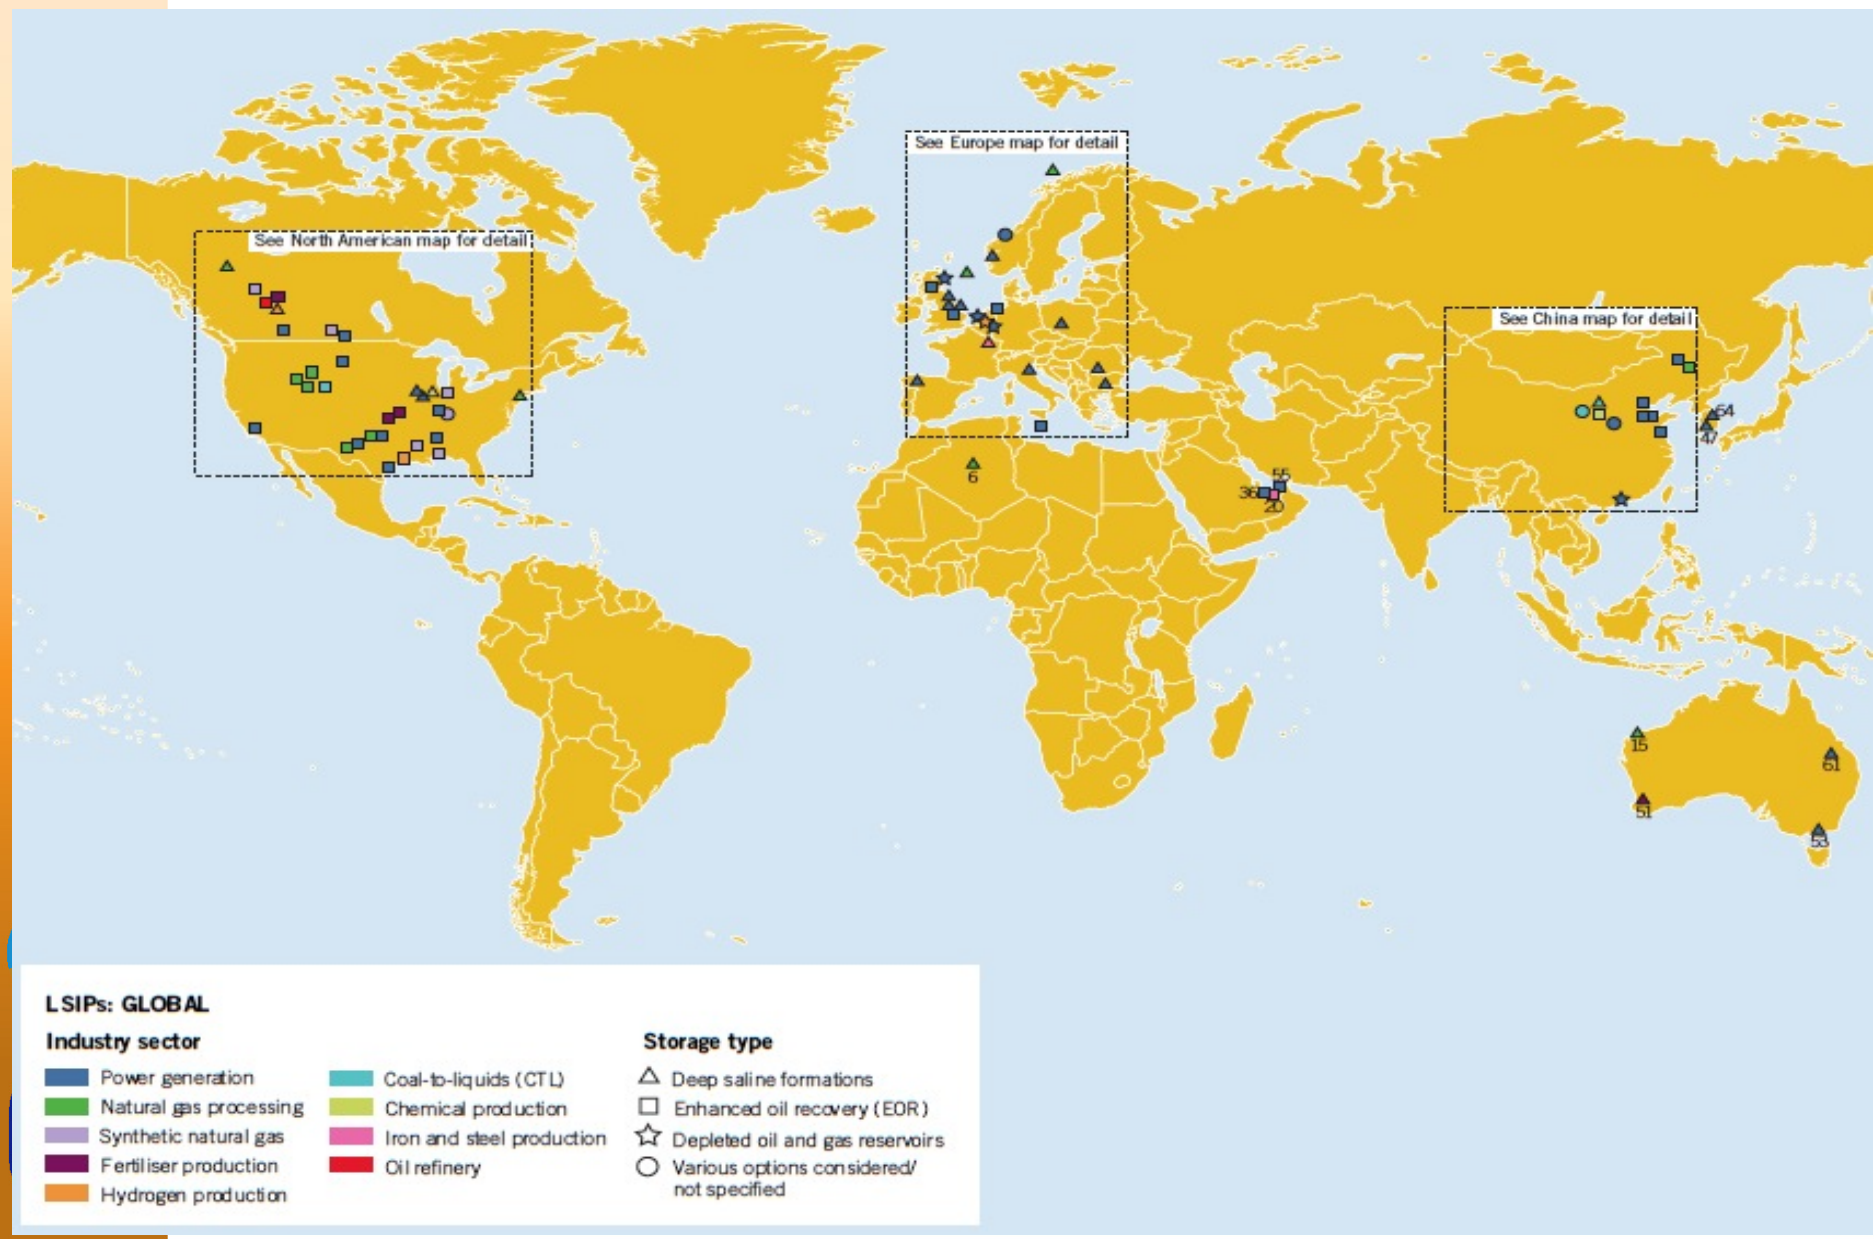 See Europe map for detail
See North American map for detail
See China map for detail
64
47
6
55
36
20
15
61
51
53
LSIPs: GLOBAL
Industry sector
Power generation
Natural gas processing
Synthetic natural gas
Fertiliser production
Hydrogen production
Coal-to-liquids (CTL)
Chemical production
Iron and steel production
Oil refinery
Storage type
Deep saline formations
Enhanced oil recovery (EOR)
Depleted oil and gas reservoirs
Various options considered/
not specified